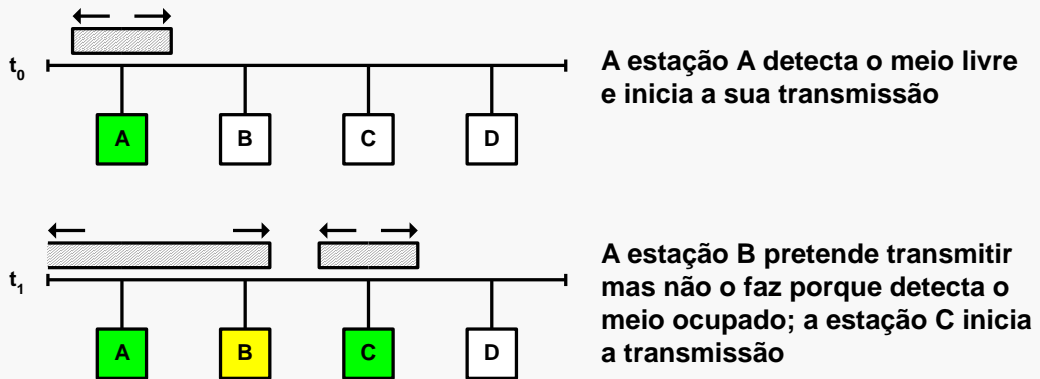 t0
A estação A detecta o meio livre
e inicia a sua transmissão
A B C D
t1
A estação B pretende transmitir
mas não o faz porque detecta o
meio ocupado; a estação C inicia
a transmissão
A B C D